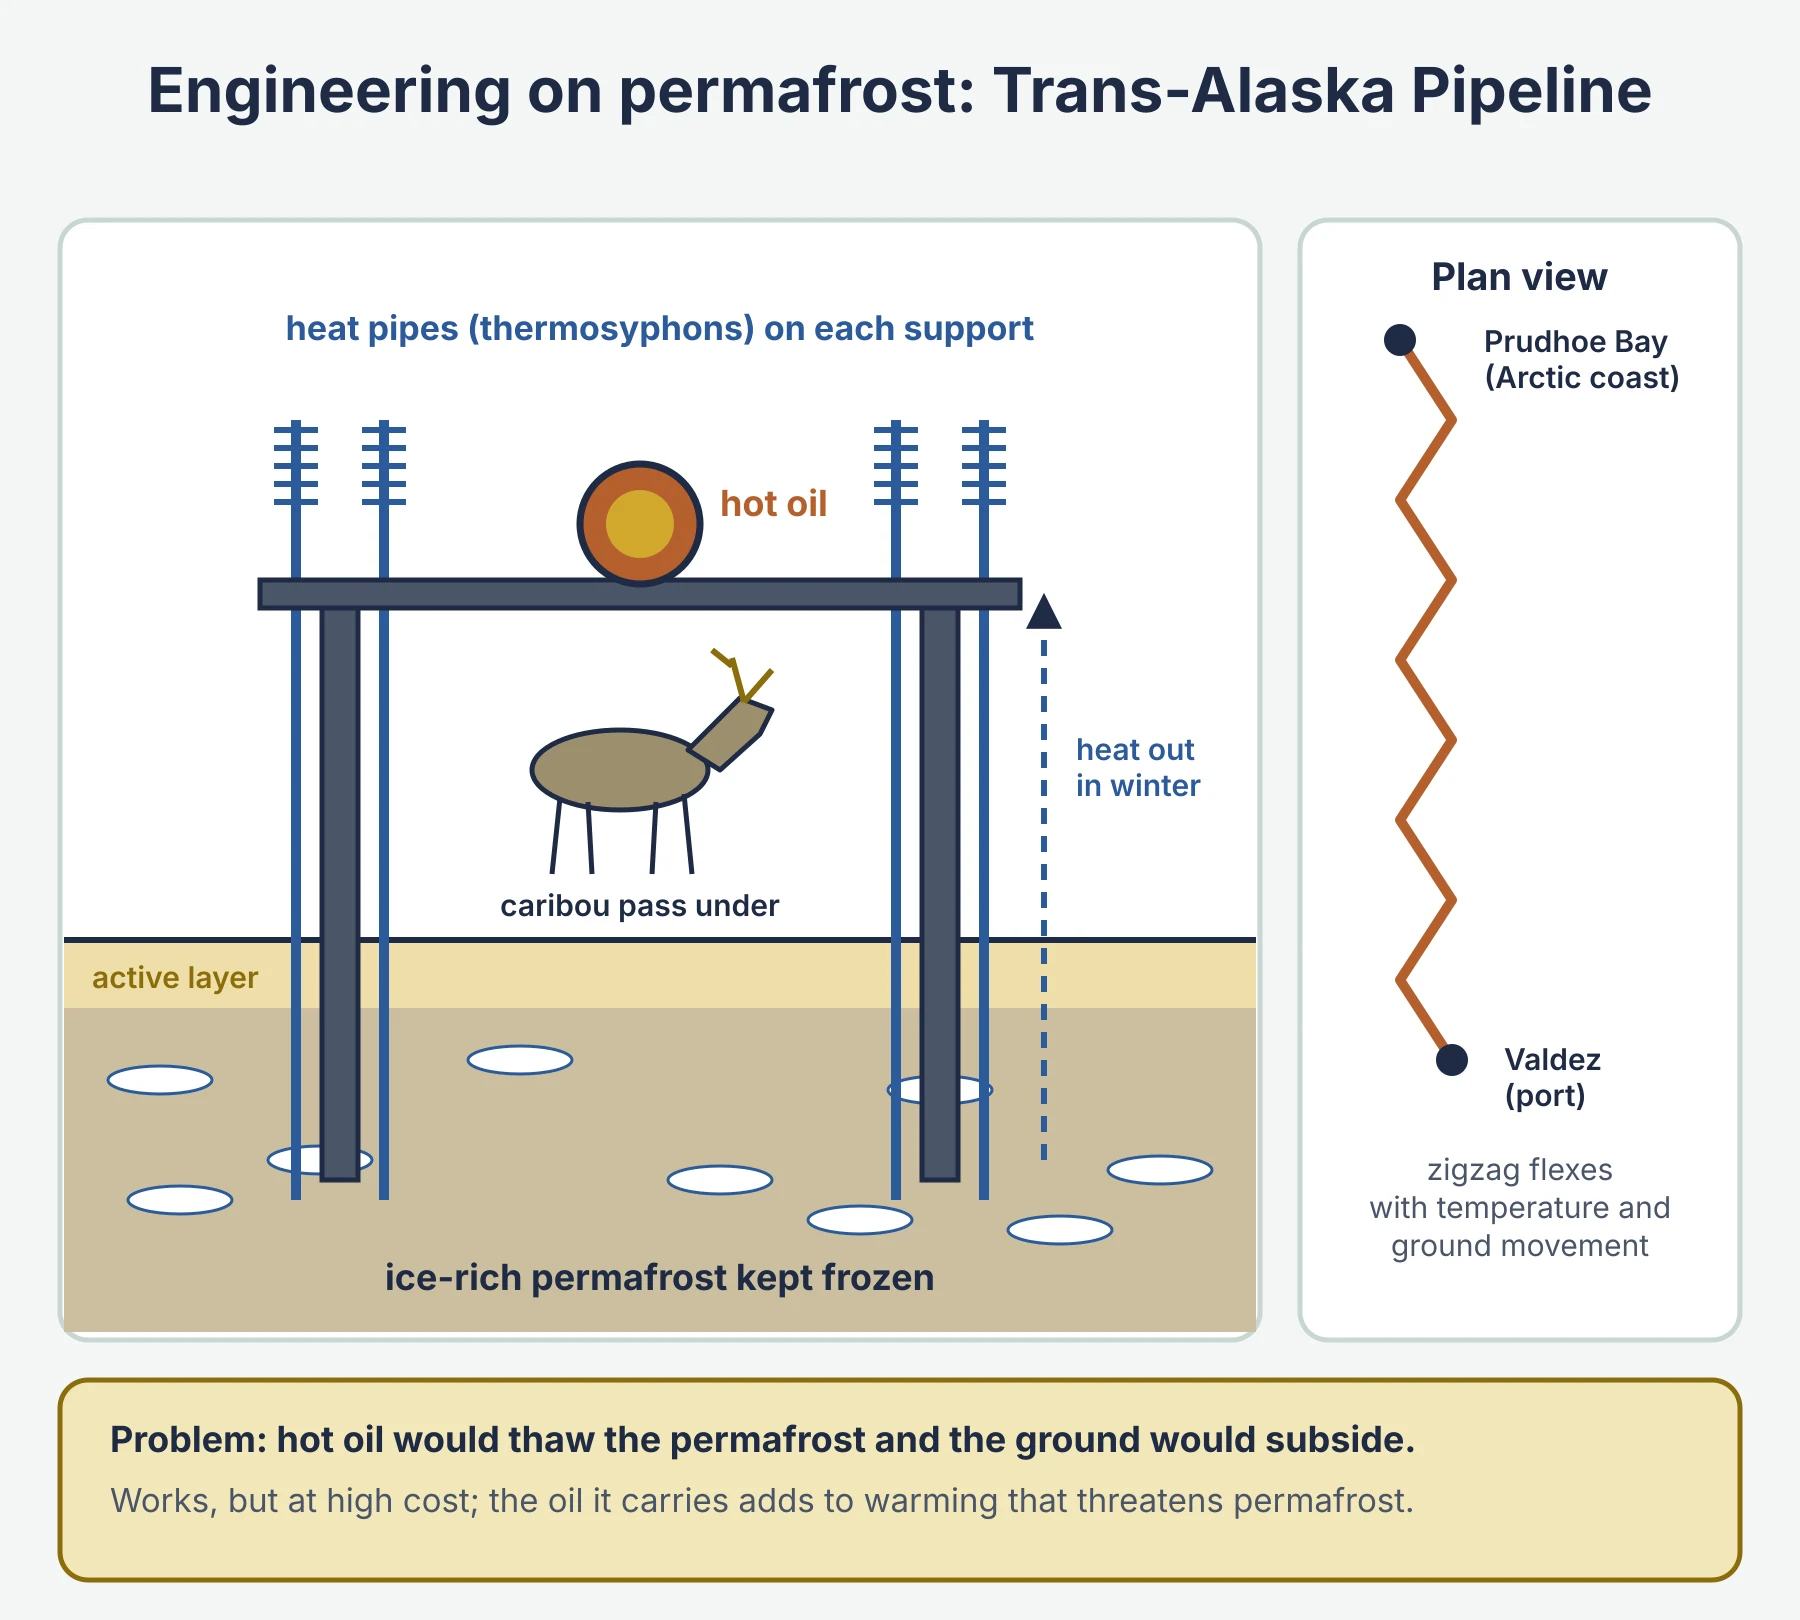 Engineering on permafrost: Trans-Alaska Pipeline
heat pipes (thermosyphons) on each support
hot oil
heat out
in winter
caribou pass under
active layer
ice-rich permafrost kept frozen
Plan view
Prudhoe Bay
(Arctic coast)
Valdez
(port)
zigzag flexes
with temperature and
ground movement
Problem: hot oil would thaw the permafrost and the ground would subside.
Works, but at high cost; the oil it carries adds to warming that threatens permafrost.